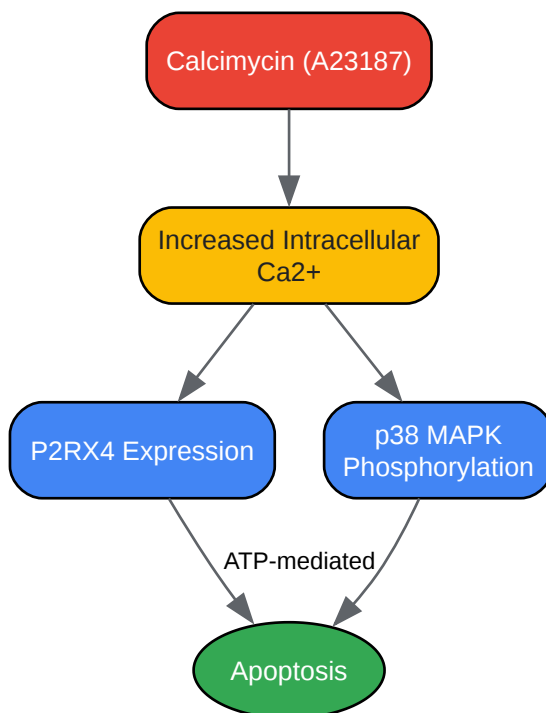 Calcimycin (A23187)
Increased Intracellular
Ca2+
P2RX4 Expression
p38 MAPK
Phosphorylation
ATP-mediated
Apoptosis